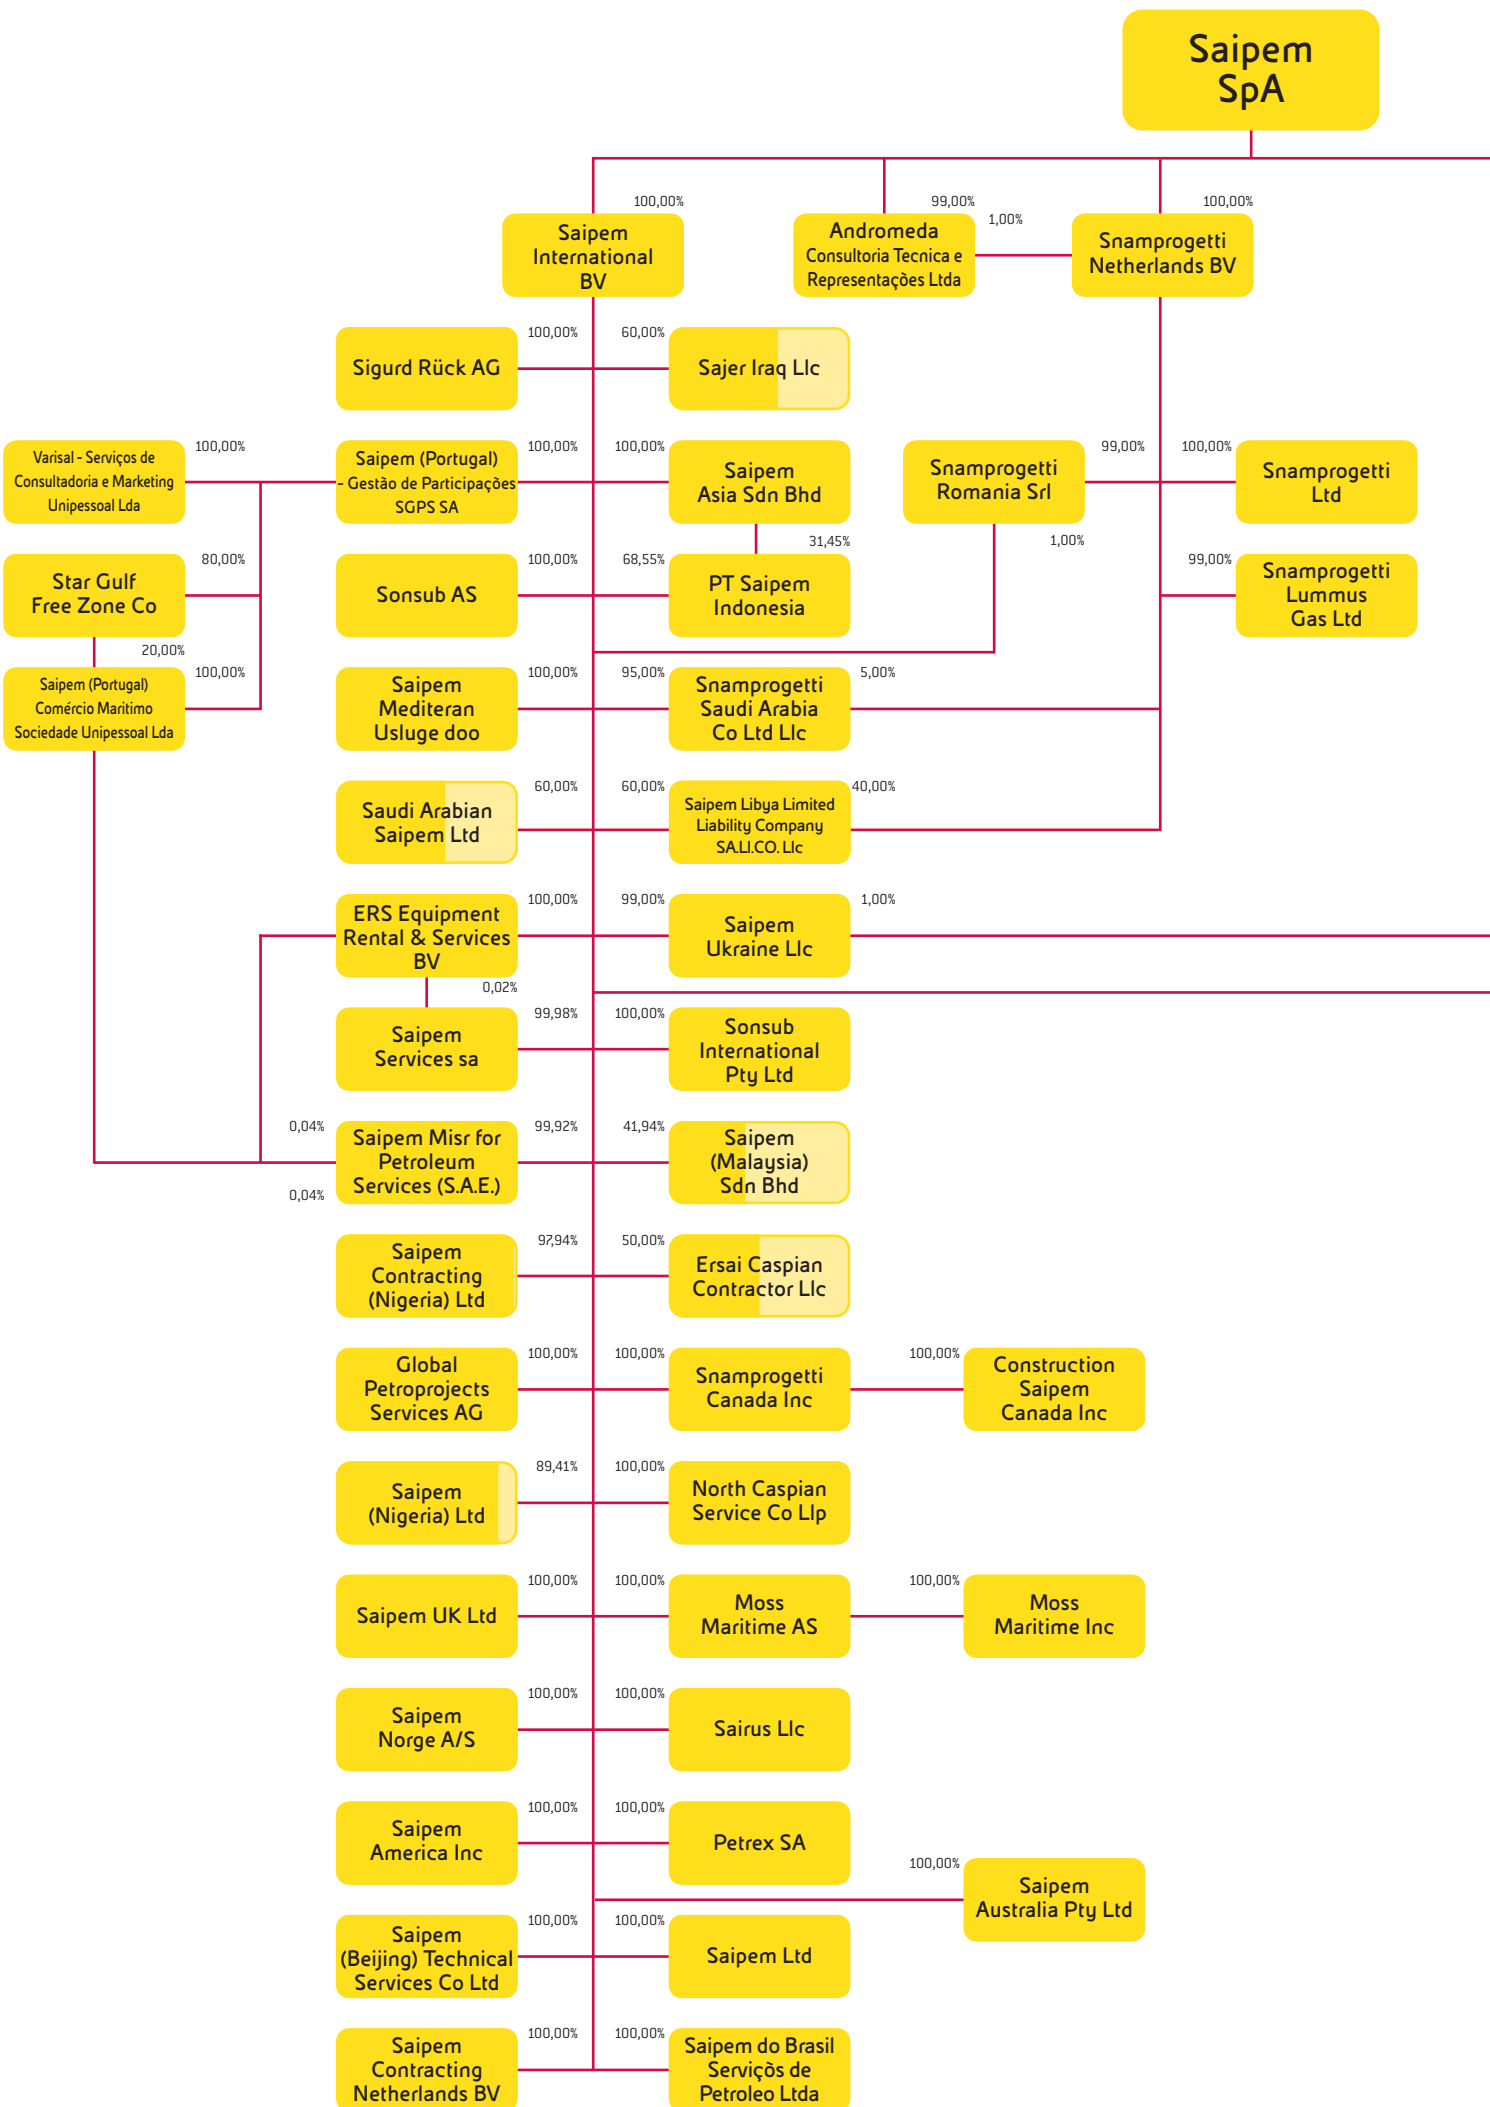 Saipem
SpA
100,00%
99,00%
1,00%
100,00%
Saipem
International
BV
Andromeda
Consultoria Tecnica e
Representações Ltda
Snamprogetti
Netherlands BV
100,00%
60,00%
Sigurd Rück AG
Sajer Iraq Llc
100,00%
100,00%
100,00%
99,00%
100,00%
Varisal - Serviços de
Consultadoria e Marketing
Unipessoal Lda
Saipem (Portugal)
- Gestão de Participações
SGPS SA
Saipem
Asia Sdn Bhd
Snamprogetti
Romania Srl
Snamprogetti
Ltd
31,45%
1,00%
80,00%
100,00%
68,55%
99,00%
Star Gulf
Free Zone Co
Sonsub AS
PT Saipem
Indonesia
Snamprogetti
Lummus
Gas Ltd
20,00%
100,00%
100,00%
95,00%
5,00%
Saipem (Portugal)
Comércio Maritimo
Sociedade Unipessoal Lda
Saipem
Mediteran
Usluge doo
Snamprogetti
Saudi Arabia
Co Ltd Llc
60,00%
60,00%
40,00%
Saudi Arabian
Saipem Ltd
Saipem Libya Limited
Liability Company
SA.LI.CO. Llc
100,00%
99,00%
1,00%
ERS Equipment
Rental & Services
BV
Saipem
Ukraine Llc
0,02%
99,98%
100,00%
Saipem
Services sa
Sonsub
International
Pty Ltd
0,04%
99,92%
41,94%
Saipem Misr for
Petroleum
Services (S.A.E.)
Saipem
(Malaysia)
Sdn Bhd
0,04%
97,94%
50,00%
Saipem
Contracting
(Nigeria) Ltd
Ersai Caspian
Contractor Llc
100,00%
100,00%
100,00%
Global
Petroprojects
Services AG
Snamprogetti
Canada Inc
Construction
Saipem
Canada Inc
89,41%
100,00%
Saipem
(Nigeria) Ltd
North Caspian
Service Co Llp
100,00%
100,00%
100,00%
Saipem UK Ltd
Moss
Maritime AS
Moss
Maritime Inc
100,00%
100,00%
Saipem
Norge A/S
Sairus Llc
100,00%
100,00%
Saipem
America Inc
Petrex SA
100,00%
Saipem
Australia Pty Ltd
100,00%
100,00%
Saipem
(Beijing) Technical
Services Co Ltd
Saipem Ltd
100,00%
100,00%
Saipem
Contracting
Netherlands BV
Saipem do Brasil
Serviçòs de
Petroleo Ltda